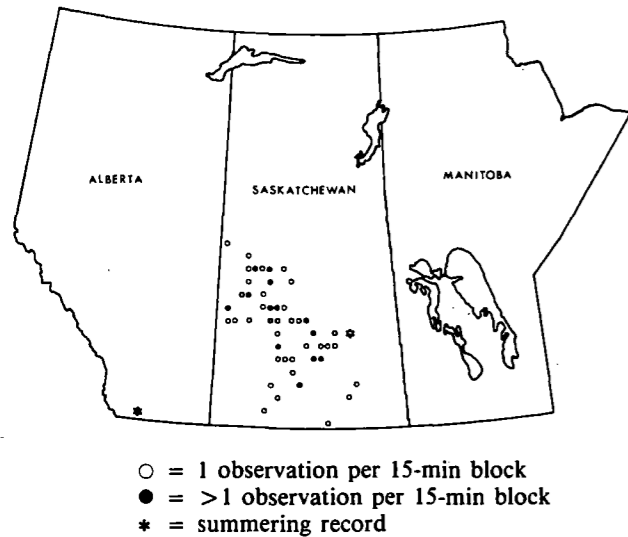 ALBERTA
SASKATCHEWAN
MANITOBA
○ = 1 observation per 15-min block
● = >1 observation per 15-min block
* = summering record